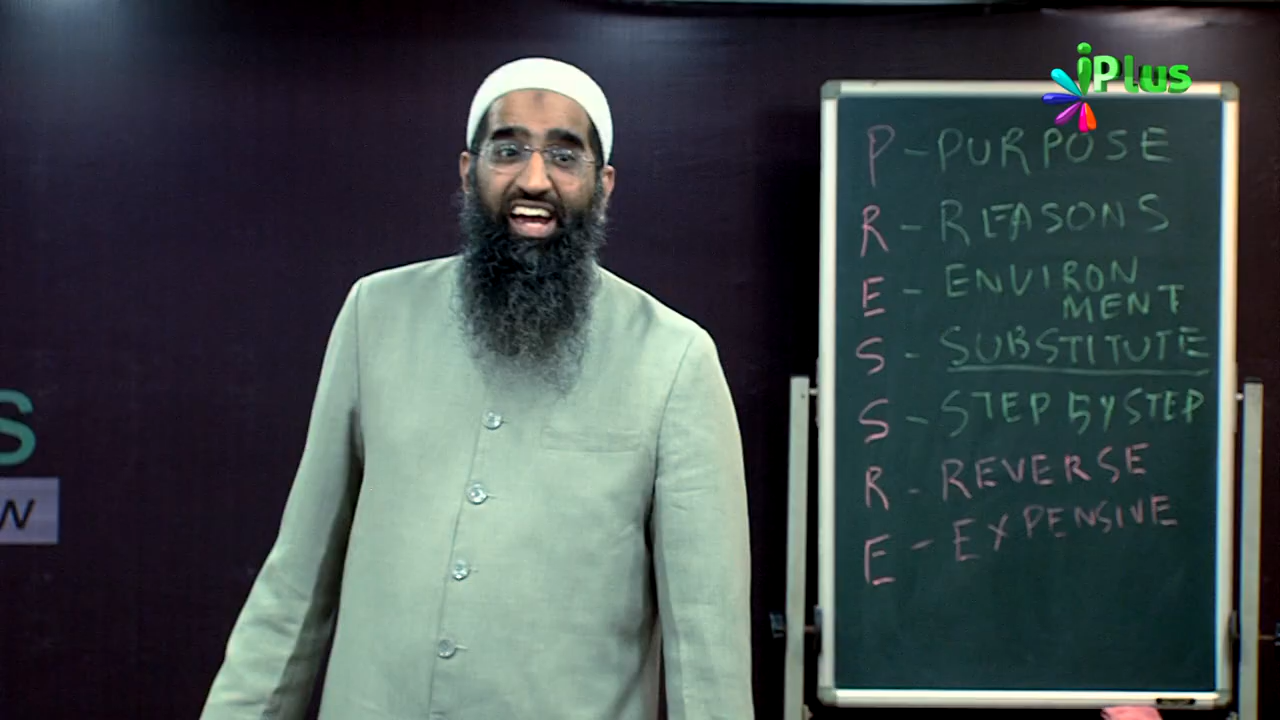 iPlus
P - PURPOSE
R - REASONS
E - ENVIRON
MENT
S - SUBSTITUTE
S - STEP BY STEP
R - REVERSE
E - EXPENSIVE
S
w